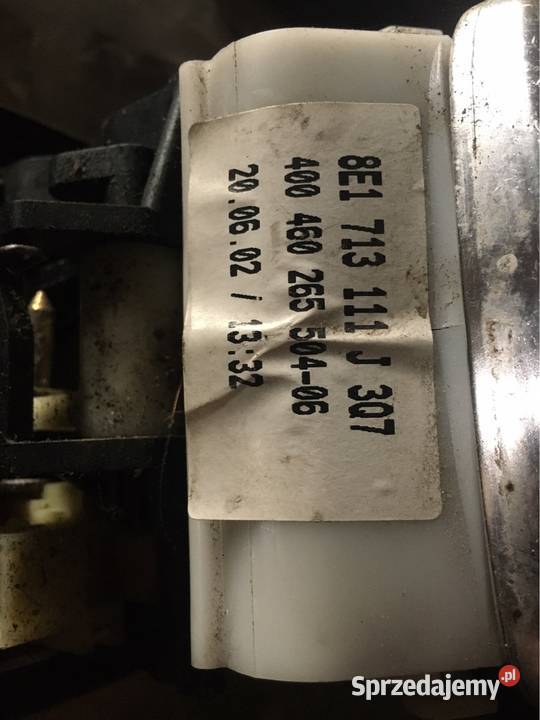 8E1 713 111 J 3Q7
400 460 265 504-06
20.06.02 / 13:32
Sprzedajemy.pl